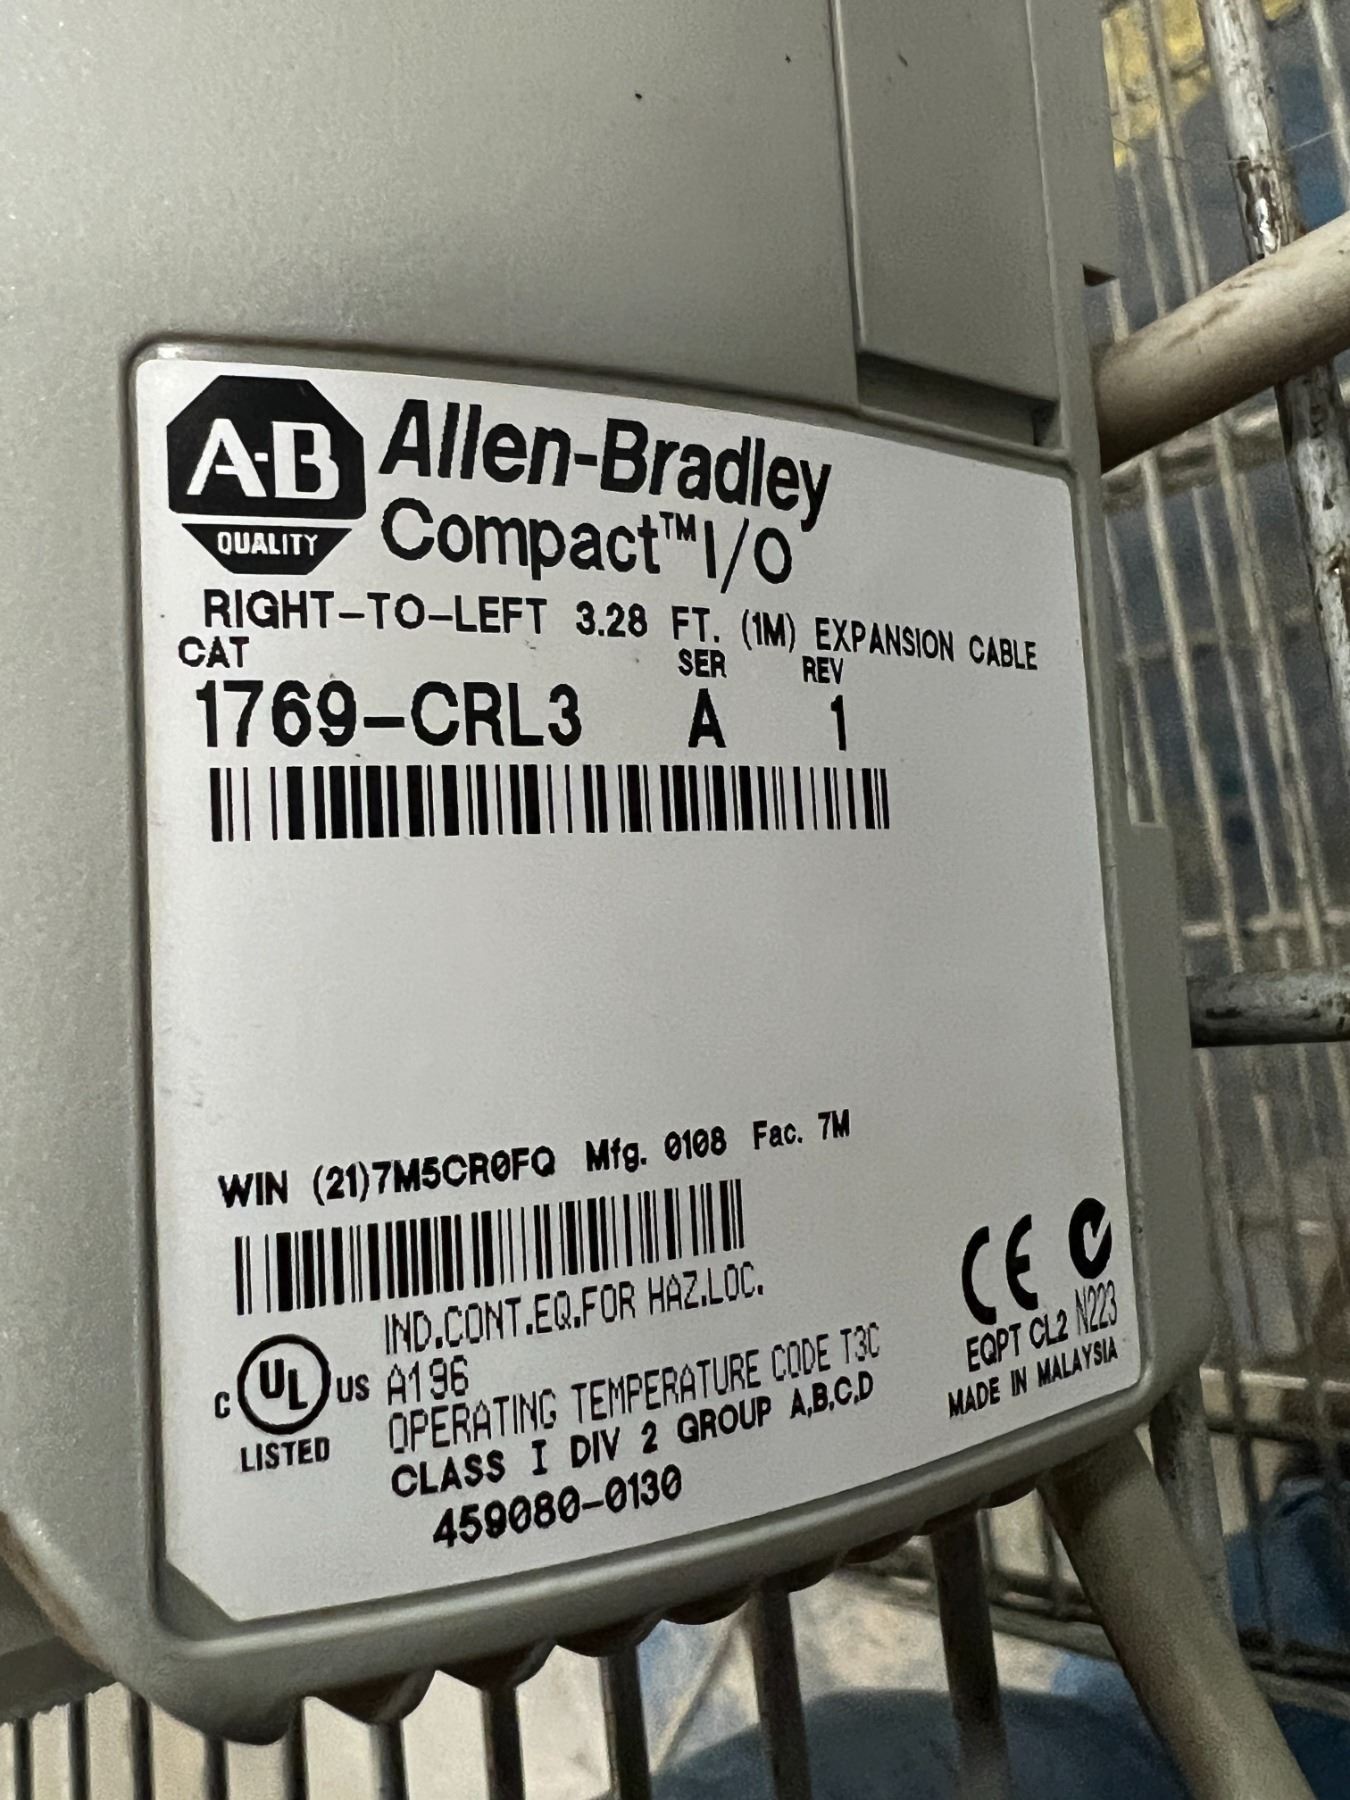 A-B
QUALITY
Allen-Bradley
Compact™ I/O
RIGHT-TO-LEFT 3.28 FT. (1M) EXPANSION CABLE
CAT SER REV
1769-CRL3 A 1
WIN (21)7M5CR0FQ Mfg. 0108 Fac. 7M
IND.CONT.EQ.FOR HAZ.LOC.
C UL US A196
LISTED
OPERATING TEMPERATURE CODE T3C
CLASS I DIV 2 GROUP A,B,C,D
459080-0130
CE
EQPT CL2 N223
MADE IN MALAYSIA